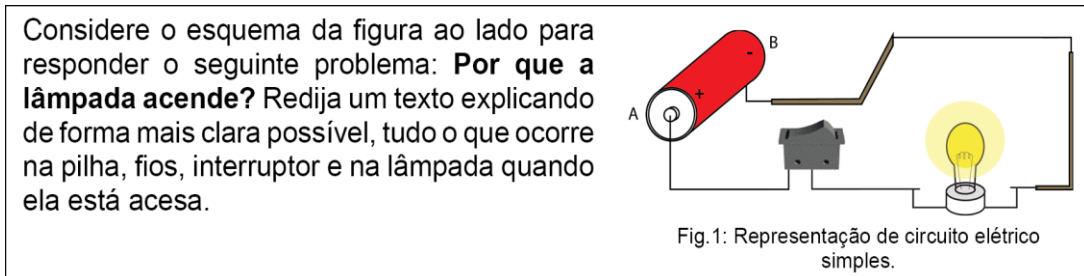 Considere o esquema da figura ao lado para
responder o seguinte problema: Por que a
lâmpada acende? Redija um texto explicando
de forma mais clara possível, tudo o que ocorre
na pilha, fios, interruptor e na lâmpada quando
ela está acesa.
B
-
+
A
Fig.1: Representação de circuito elétrico
simples.